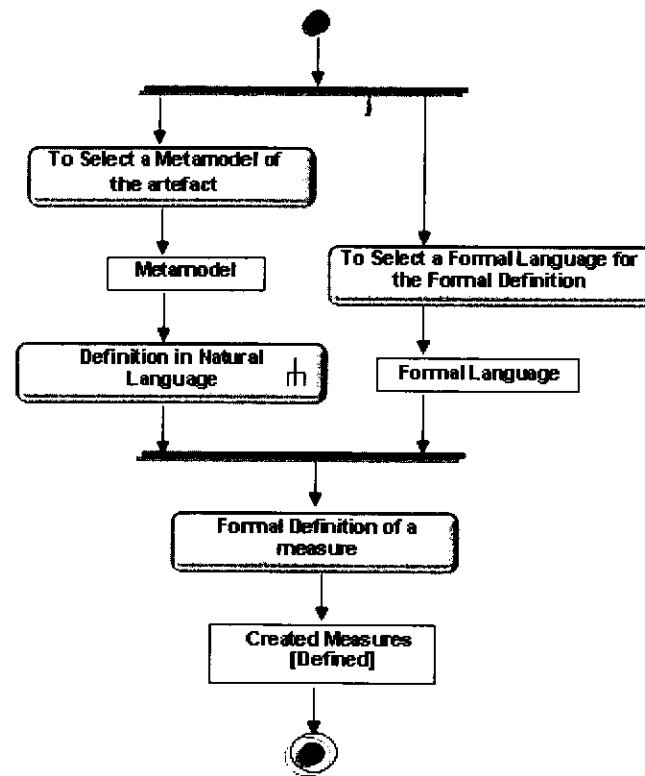 To Select a Metamodel of
the artefact
Metamodel
To Select a Formal Language for
the Formal Definition
Definition in Natural
Language
Formal Language
Formal Definition of a
measure
Created Measures
[Defined]